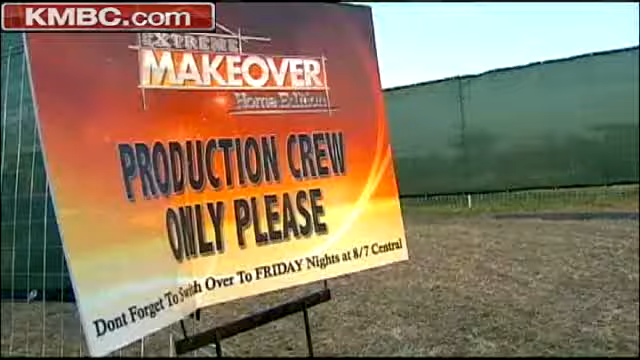 KMBC.com
EXTREME
MAKEOVER
Home Edition
PRODUCTION CREW
ONLY PLEASE
Dont Forget To Switch Over To FRIDAY Nights at 8/7 Central